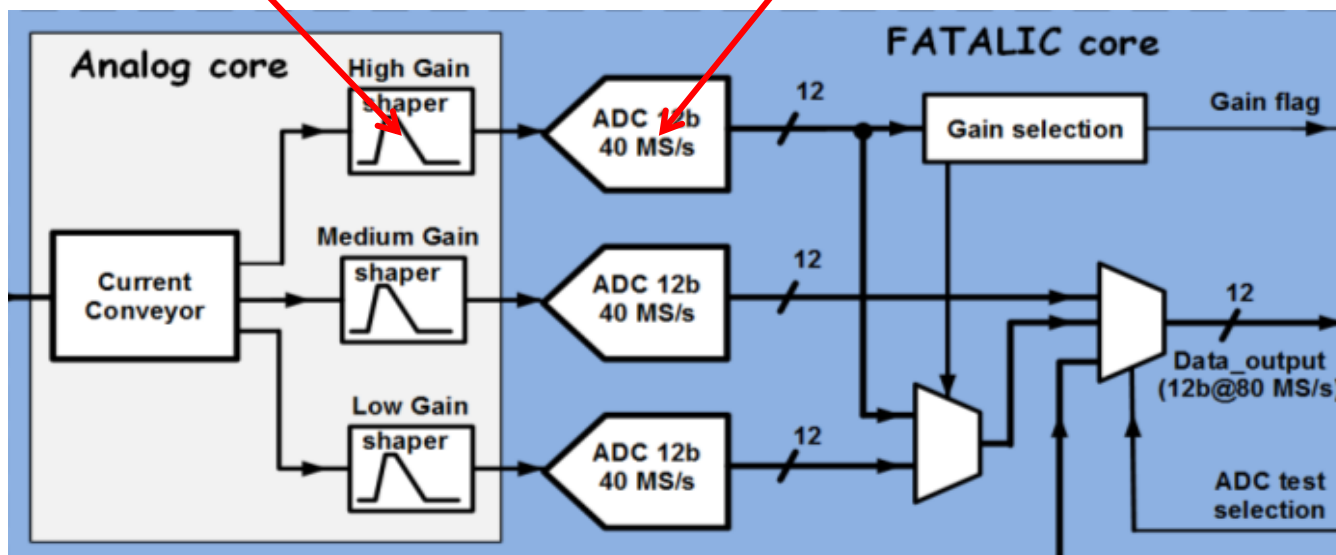 Analog core
FATALIC core
High Gain
shaper
ADC 12b
40 MS/s
12
Gain selection
Gain flag
Medium Gain
shaper
Current
Conveyor
ADC 12b
40 MS/s
12
12
Data_output
(12b@80 MS/s)
Low Gain
shaper
ADC 12b
40 MS/s
12
ADC test
selection